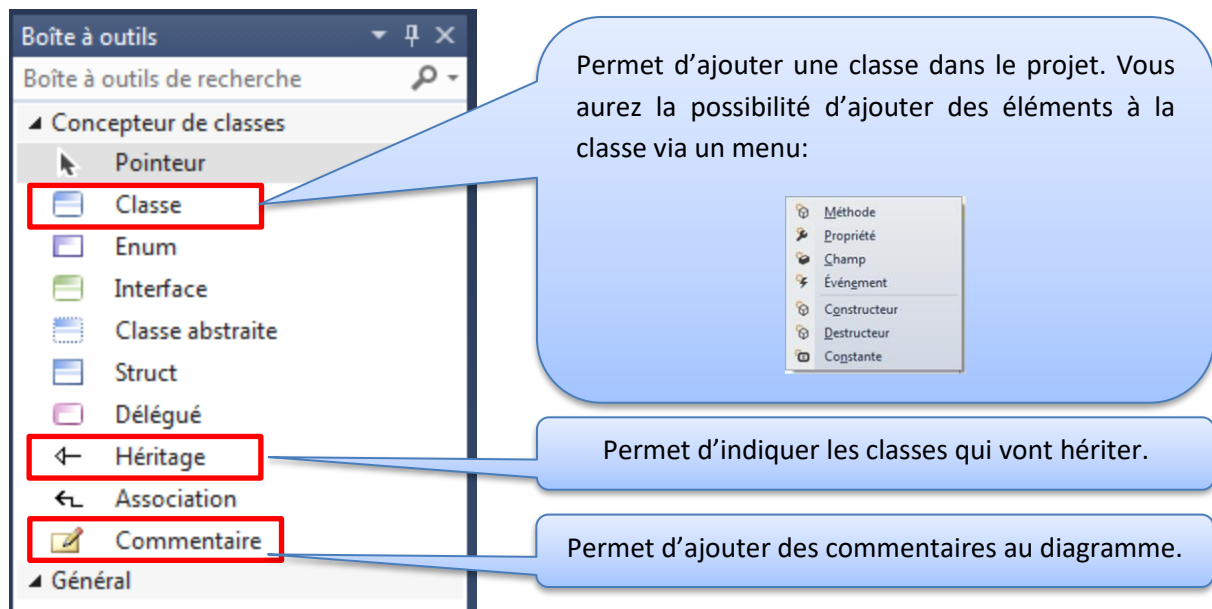 Boîte à outils
Boîte à outils de recherche
Concepteur de classes
Pointeur
Classe
Enum
Interface
Classe abstraite
Struct
Délégué
Héritage
Association
Commentaire
Général
Permet d'ajouter une classe dans le projet. Vous
aurez la possibilité d'ajouter des éléments à la
classe via un menu:
Méthode
Propriété
Champ
Événement
Constructeur
Destructeur
Constante
Permet d'indiquer les classes qui vont hériter.
Permet d'ajouter des commentaires au diagramme.